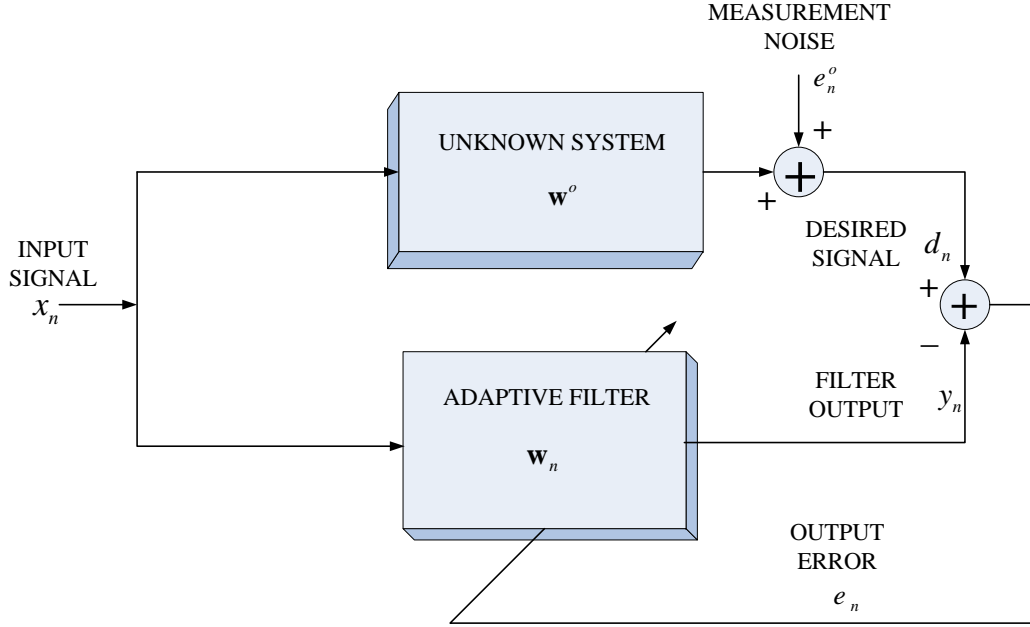 MEASUREMENT
NOISE
e_n^o
+
UNKNOWN SYSTEM
w^o
+
+
INPUT
SIGNAL
x_n
DESIRED
SIGNAL
d_n
+
+
−
ADAPTIVE FILTER
w_n
FILTER
OUTPUT
y_n
OUTPUT
ERROR
e_n